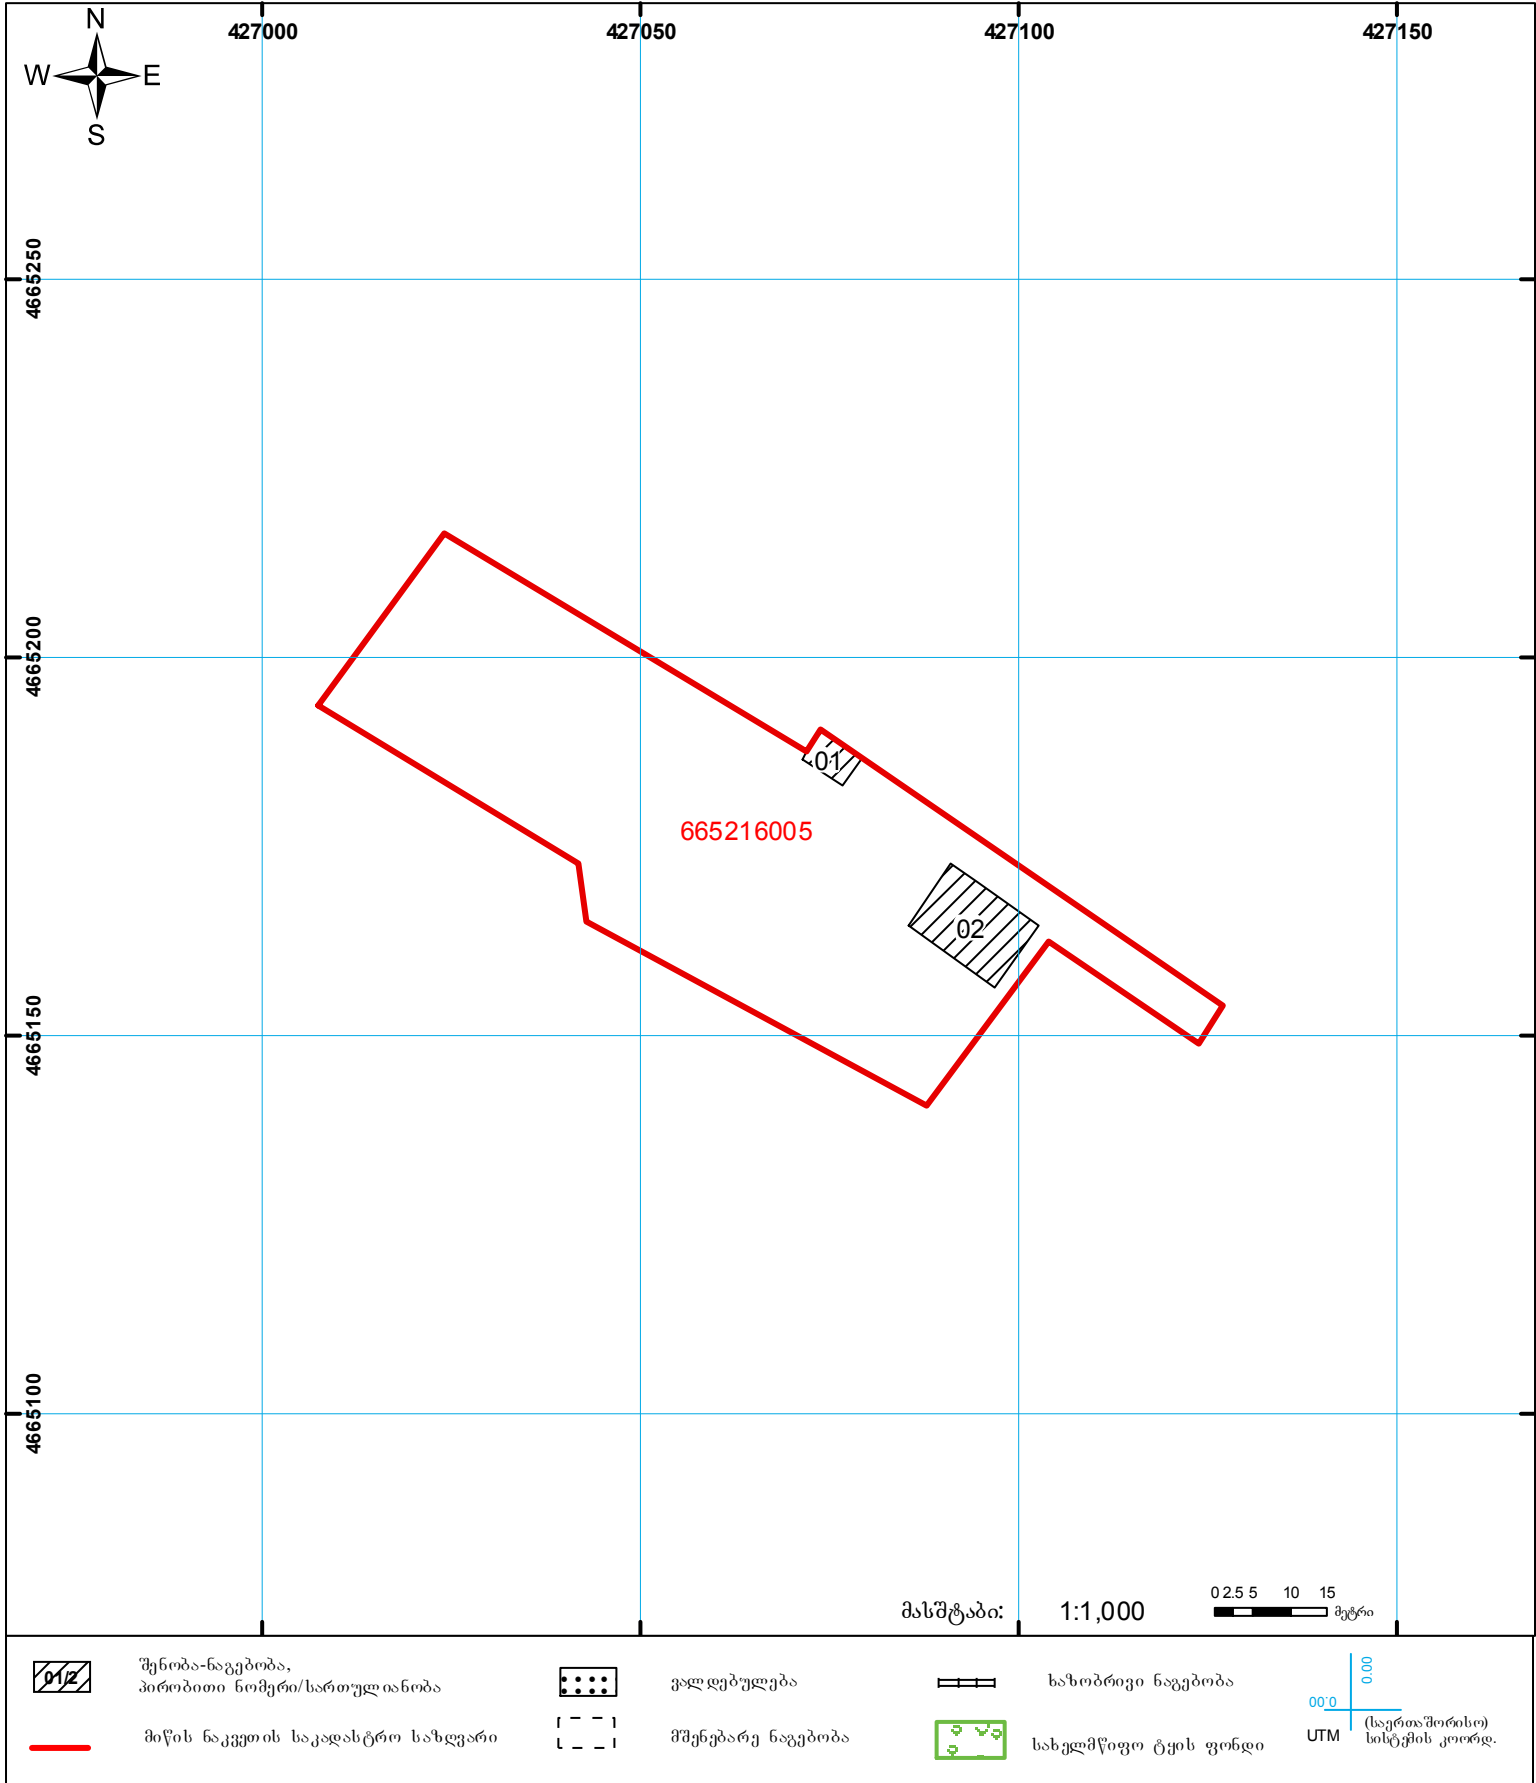 N
W E
S
427000 427050 427100 427150
4665250
4665200
4665150
4665100
01
665216005
02
მასშტაბი: 1:1,000
0 2.5 5 10 15
მეტრი
01/2
შენობა-ნაგებობა,
პირობითი ნომერი/სართულიანობა
მიწის ნაკვეთის საკადასტრო საზღვარი
ვალდებულება
მშენებარე ნაგებობა
ხაზობრივი ნაგებობა
სახელმწიფო ტყის ფონდი
0.00
0.00
UTM
(საერთაშორისო)
სისტემის კოორდ.